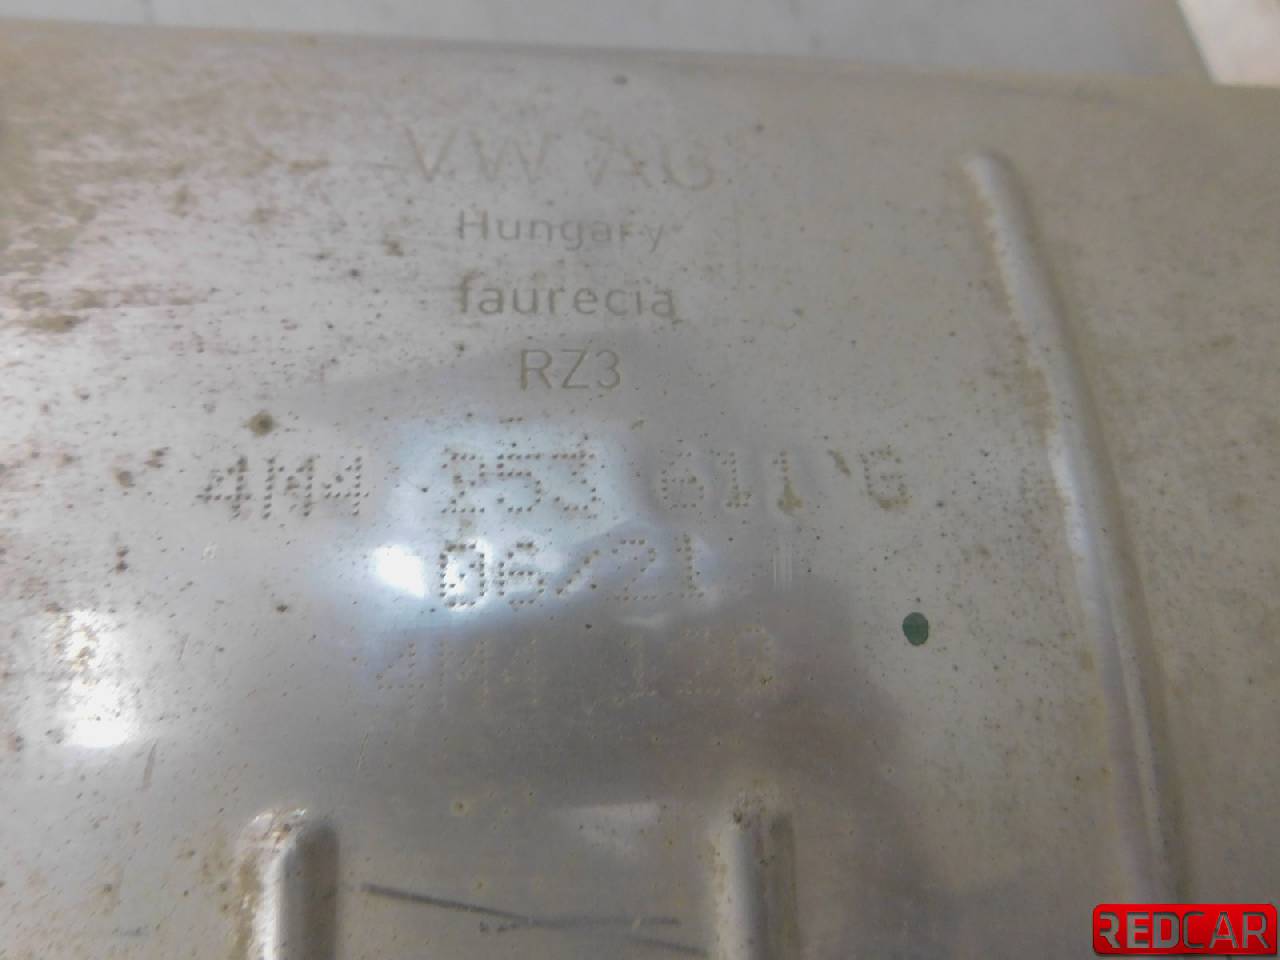 VW AG
Hungary
faurecia
RZ3
4M4 253 611 G
06/21
REDCAR